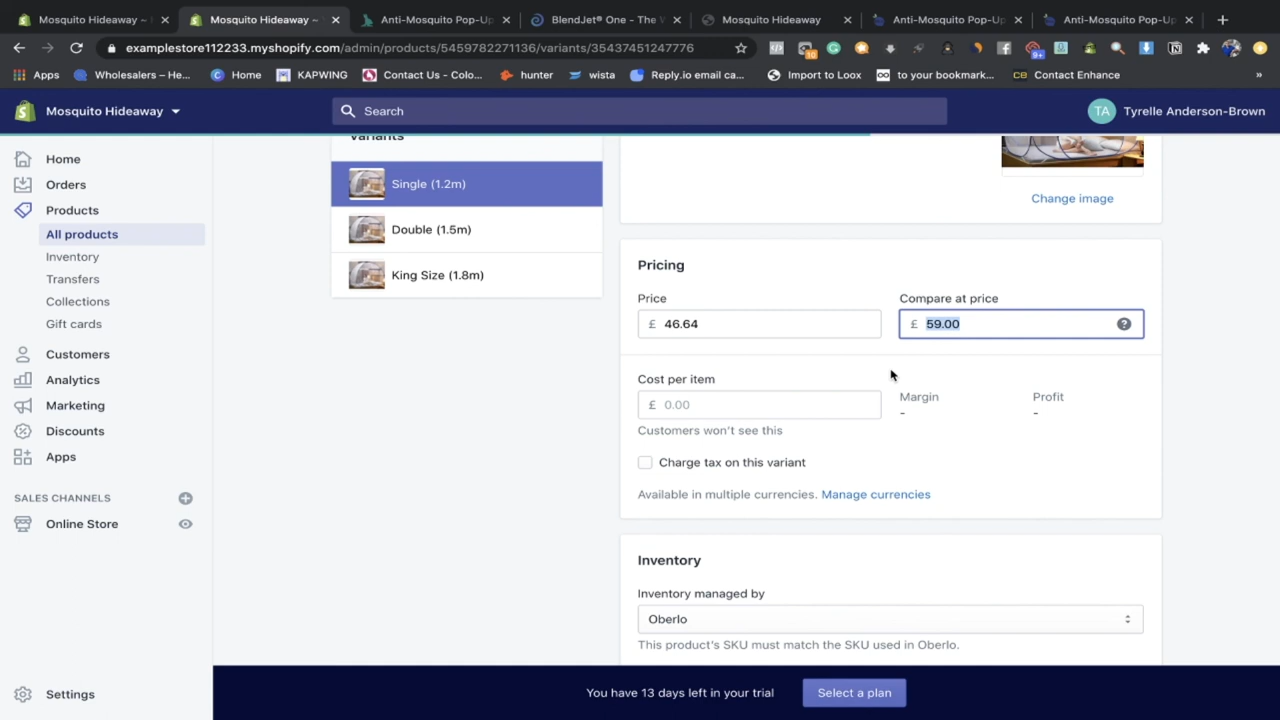 Mosquito Hideaway ~
Mosquito Hideaway ~
Anti-Mosquito Pop-Up
BlendJet® One - The V
Mosquito Hideaway
Anti-Mosquito Pop-Up
Anti-Mosquito Pop-Up
examplestore112233.myshopify.com/admin/products/5459782271136/variants/35437451247776
Apps
Wholesalers – He...
Home
KAPWING
Contact Us - Colo...
hunter
wista
Reply.io email ca...
Import to Loox
to your bookmark...
CB Contact Enhance
»
Mosquito Hideaway
Search
TA
Tyrelle Anderson-Brown
Home
Orders
Products
All products
Inventory
Transfers
Collections
Gift cards
Customers
Analytics
Marketing
Discounts
Apps
SALES CHANNELS
Online Store
Settings
Variants
Single (1.2m)
Double (1.5m)
King Size (1.8m)
Change image
Pricing
Price
Compare at price
£ 46.64
£ 59.00
Cost per item
£ 0.00
Margin
Profit
-
-
Customers won't see this
Charge tax on this variant
Available in multiple currencies. Manage currencies
Inventory
Inventory managed by
Oberlo
This product's SKU must match the SKU used in Oberlo.
You have 13 days left in your trial
Select a plan